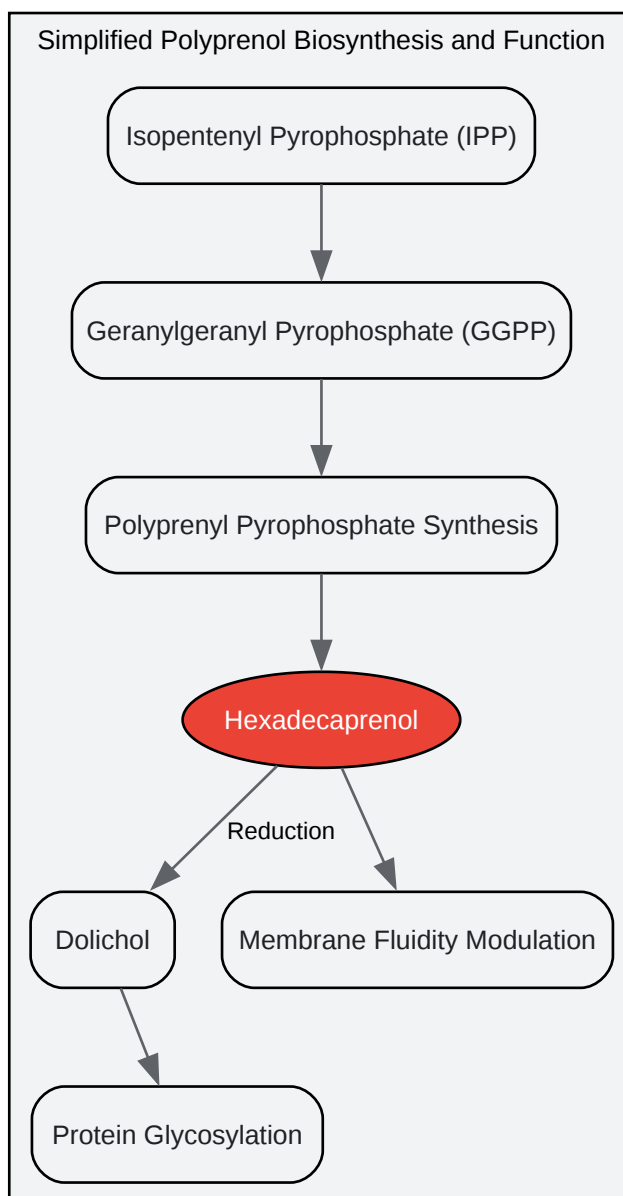 Simplified Polyprenol Biosynthesis and Function
Isopentenyl Pyrophosphate (IPP)
Geranylgeranyl Pyrophosphate (GGPP)
Polyprenyl Pyrophosphate Synthesis
Hexadecaprenol
Reduction
Dolichol
Membrane Fluidity Modulation
Protein Glycosylation